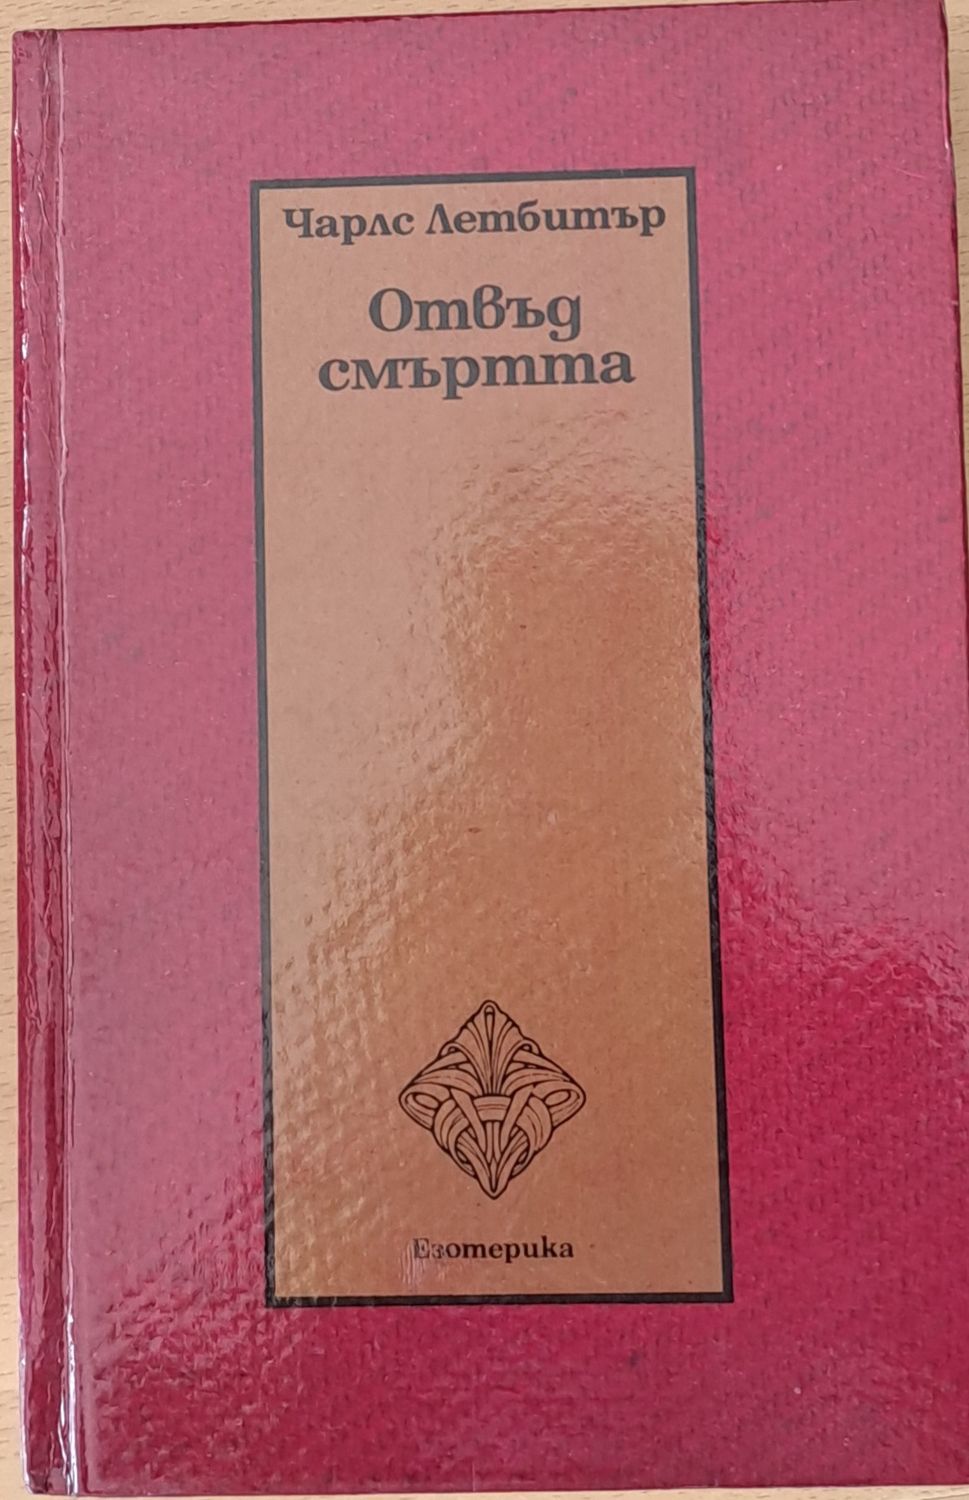 Чарлс Летбитър
Отвъд
смъртта
Езотерика